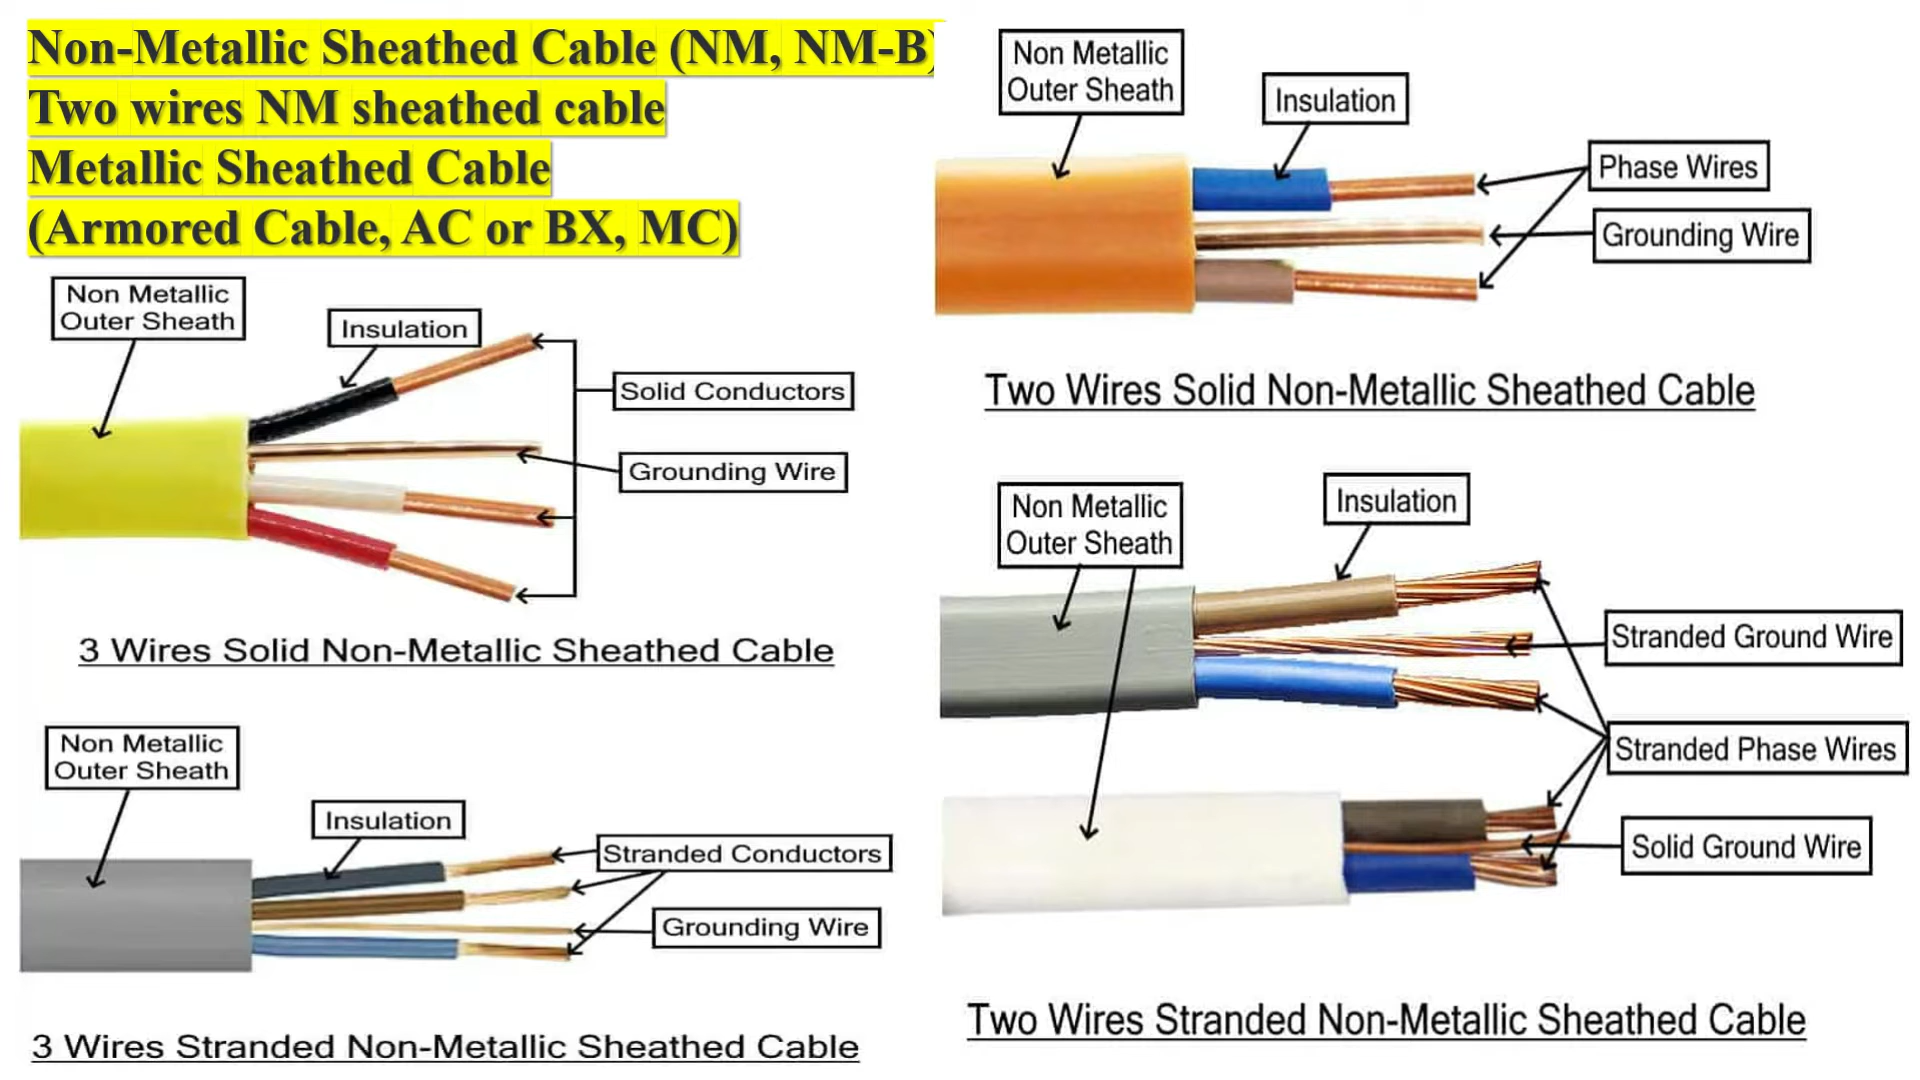 Non-Metallic Sheathed Cable (NM, NM-B)
Two wires NM sheathed cable
Metallic Sheathed Cable
(Armored Cable, AC or BX, MC)
Non Metallic
Outer Sheath
Insulation
Solid Conductors
Grounding Wire
3 Wires Solid Non-Metallic Sheathed Cable
Non Metallic
Outer Sheath
Insulation
Stranded Conductors
Grounding Wire
3 Wires Stranded Non-Metallic Sheathed Cable
Non Metallic
Outer Sheath
Insulation
Phase Wires
Grounding Wire
Two Wires Solid Non-Metallic Sheathed Cable
Non Metallic
Outer Sheath
Insulation
Stranded Ground Wire
Stranded Phase Wires
Solid Ground Wire
Two Wires Stranded Non-Metallic Sheathed Cable